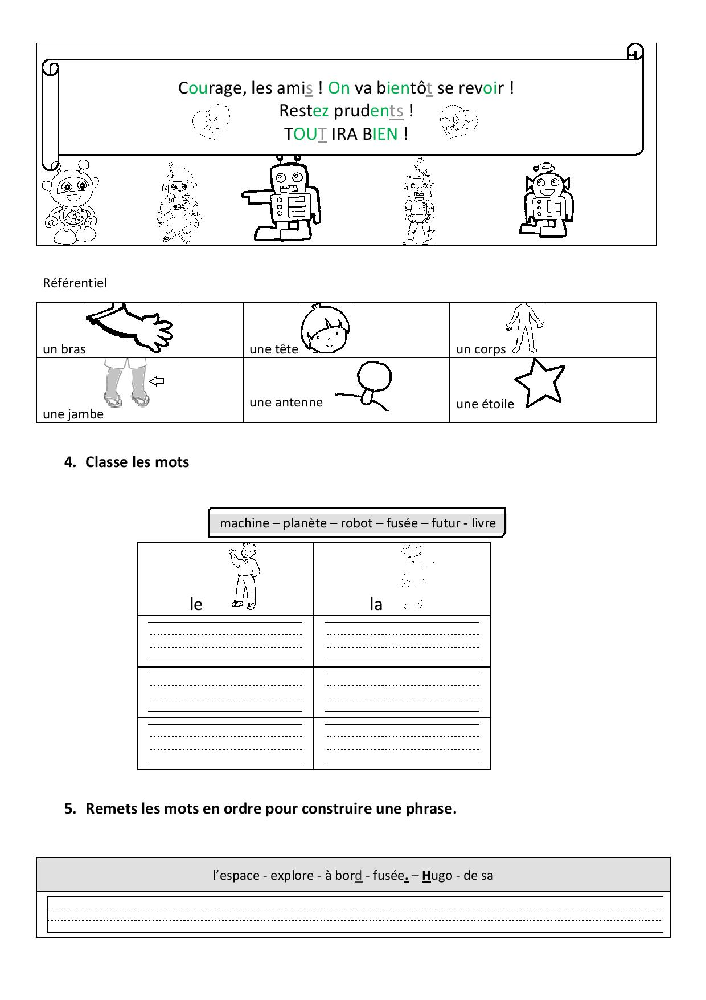 Courage, les amis ! On va bientôt se revoir !
Restez prudents !
TOUT IRA BIEN !
Référentiel
un bras
une tête
un corps
une jambe
une antenne
une étoile
4. Classe les mots
machine – planète – robot – fusée – futur - livre
le
la
5. Remets les mots en ordre pour construire une phrase.
l’espace - explore - à bord - fusée. – Hugo - de sa